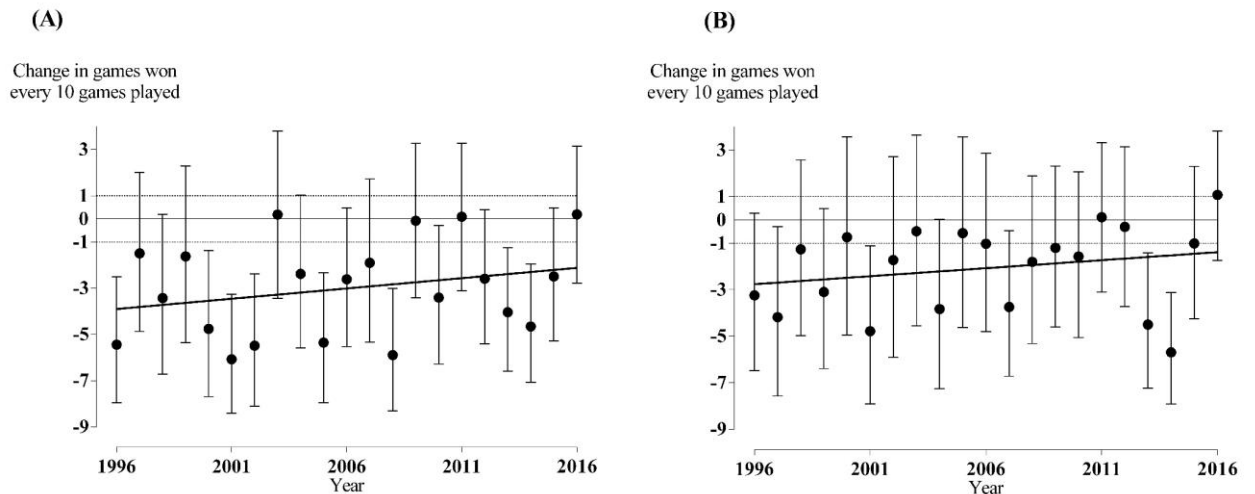 (A)
Change in games won
every 10 games played
3
1
0
-1
-3
-5
-7
-9
1996 2001 2006 2011 2016
Year
(B)
Change in games won
every 10 games played
3
1
0
-1
-3
-5
-7
-9
1996 2001 2006 2011 2016
Year